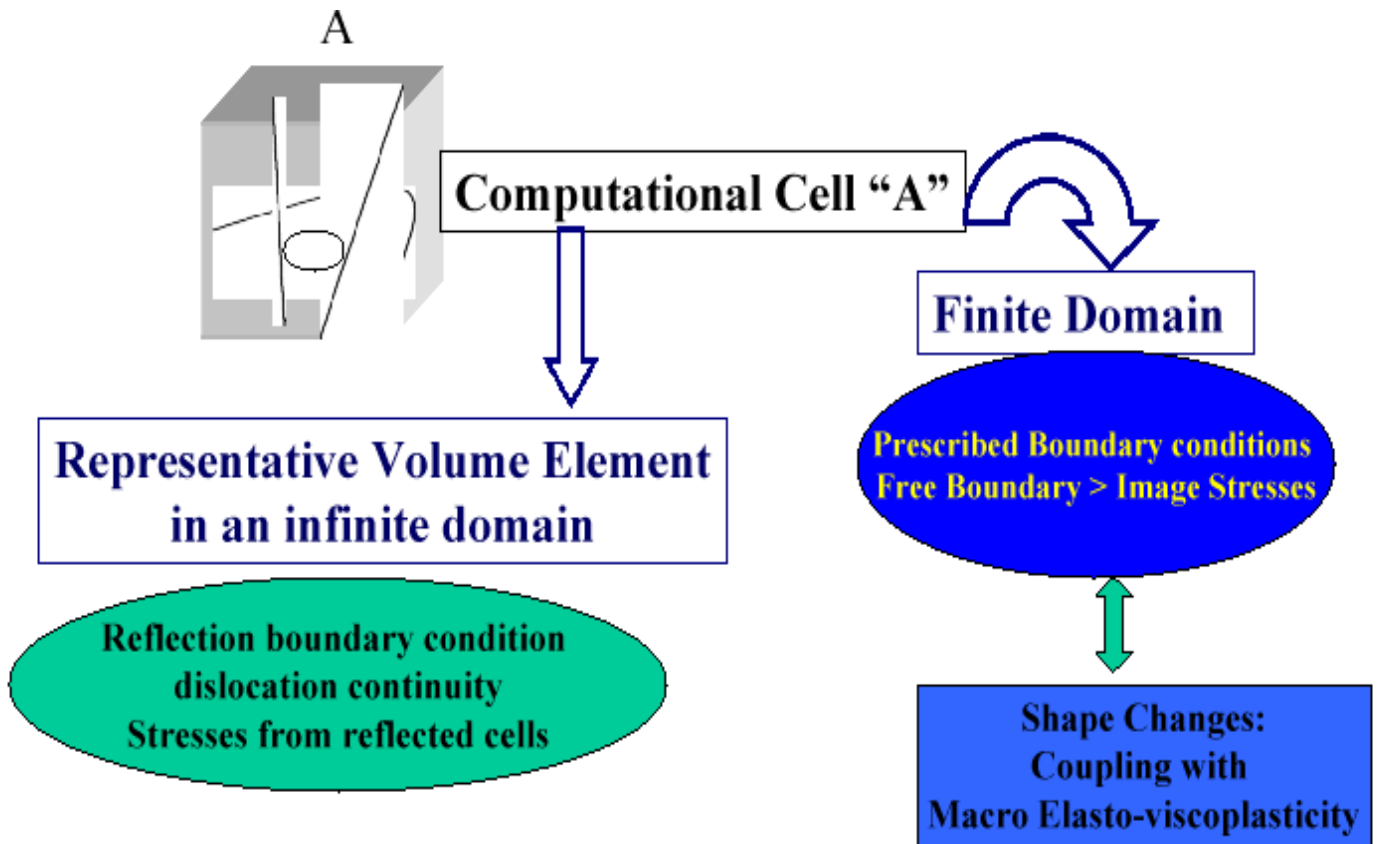 A
Computational Cell “A”
Finite Domain
Prescribed Boundary conditions
Free Boundary > Image Stresses
Representative Volume Element
in an infinite domain
Reflection boundary condition
dislocation continuity
Stresses from reflected cells
Shape Changes:
Coupling with
Macro Elasto-viscoplasticity